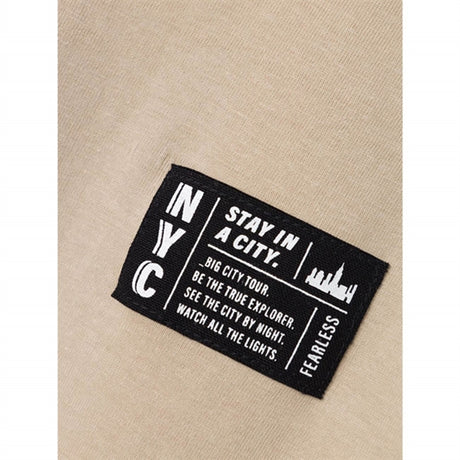 NYC
STAY IN
A CITY.
_BIG CITY TOUR.
BE THE TRUE EXPLORER.
SEE THE CITY BY NIGHT.
WATCH ALL THE LIGHTS.
FEARLESS